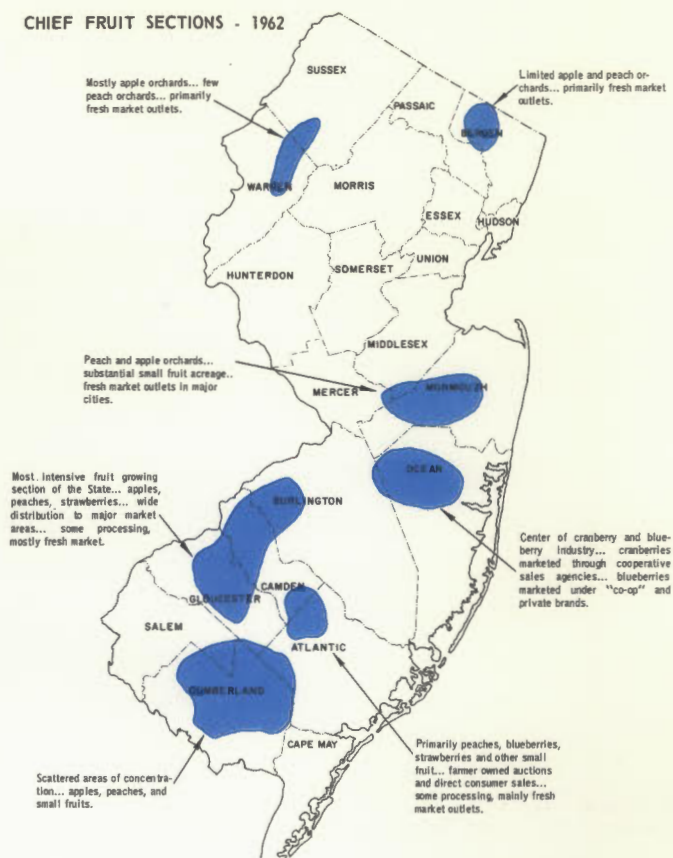 CHIEF FRUIT SECTIONS - 1962
SUSSEX
Mostly apple orchards... few
peach orchards... primarily
fresh market outlets.
PASSAIC
Limited apple and peach or-
chards... primarily fresh market
outlets.
BERGEN
WARREN
MORRIS
ESSEX
HUDSON
UNION
SOMERSET
HUNTERDON
MIDDLESEX
Peach and apple orchards...
substantial small fruit acreage..
fresh market outlets in major
cities.
MERCER
MONMOUTH
OCEAN
Most intensive fruit growing
section of the State... apples,
peaches, strawberries... wide
distribution to major market
areas... some processing,
mostly fresh market.
BURLINGTON
Center of cranberry and blue-
berry Industry... cranberries
marketed through cooperative
sales agencies... blueberries
marketed under "co-op" and
private brands.
CAMDEN
GLOUCESTER
SALEM
ATLANTIC
CUMBERLAND
CAPE MAY
Primarily peaches, blueberries,
strawberries and other small
fruit... farmer owned auctions
and direct consumer sales...
some processing, mainly fresh
market outlets.
Scattered areas of concentra-
tion... apples, peaches, and
small fruits.